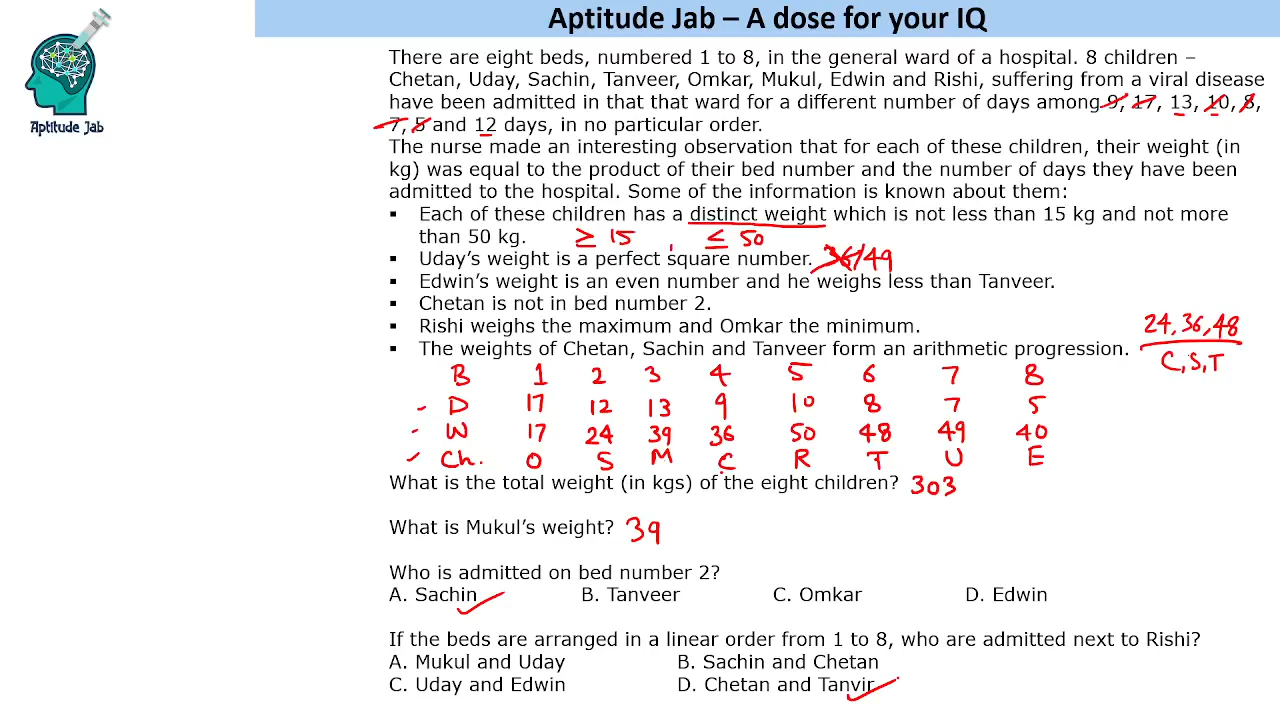 Aptitude Jab – A dose for your IQ
Aptitude Jab
There are eight beds, numbered 1 to 8, in the general ward of a hospital. 8 children –
Chetan, Uday, Sachin, Tanveer, Omkar, Mukul, Edwin and Rishi, suffering from a viral disease
have been admitted in that that ward for a different number of days among 9, 17, 13, 10, 8,
7, 5 and 12 days, in no particular order.
The nurse made an interesting observation that for each of these children, their weight (in
kg) was equal to the product of their bed number and the number of days they have been
admitted to the hospital. Some of the information is known about them:
▪ Each of these children has a distinct weight which is not less than 15 kg and not more
than 50 kg. ≥ 15 , ≤ 50
▪ Uday's weight is a perfect square number. 36/49
▪ Edwin's weight is an even number and he weighs less than Tanveer.
▪ Chetan is not in bed number 2.
▪ Rishi weighs the maximum and Omkar the minimum. 24, 36, 48
▪ The weights of Chetan, Sachin and Tanveer form an arithmetic progression. C, S, T
B 1 2 3 4 5 6 7 8
- D 17 12 13 9 10 8 7 5
- W 17 24 39 36 50 48 49 40
Ch. O S M C R T U E
What is the total weight (in kgs) of the eight children? 303
What is Mukul's weight? 39
Who is admitted on bed number 2?
A. Sachin B. Tanveer C. Omkar D. Edwin
If the beds are arranged in a linear order from 1 to 8, who are admitted next to Rishi?
A. Mukul and Uday B. Sachin and Chetan
C. Uday and Edwin D. Chetan and Tanvir